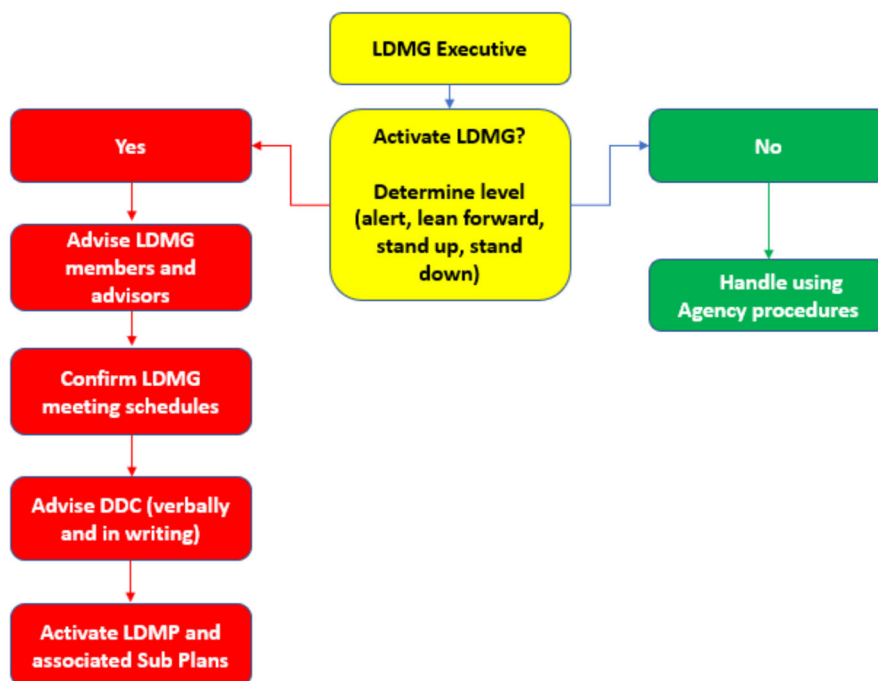 LDMG Executive
Activate LDMG?
Determine level
(alert, lean forward,
stand up, stand
down)
Yes
Advise LDMG
members and
advisors
Confirm LDMG
meeting schedules
Advise DDC (verbally
and in writing)
Activate LDMP and
associated Sub Plans
No
Handle using
Agency procedures